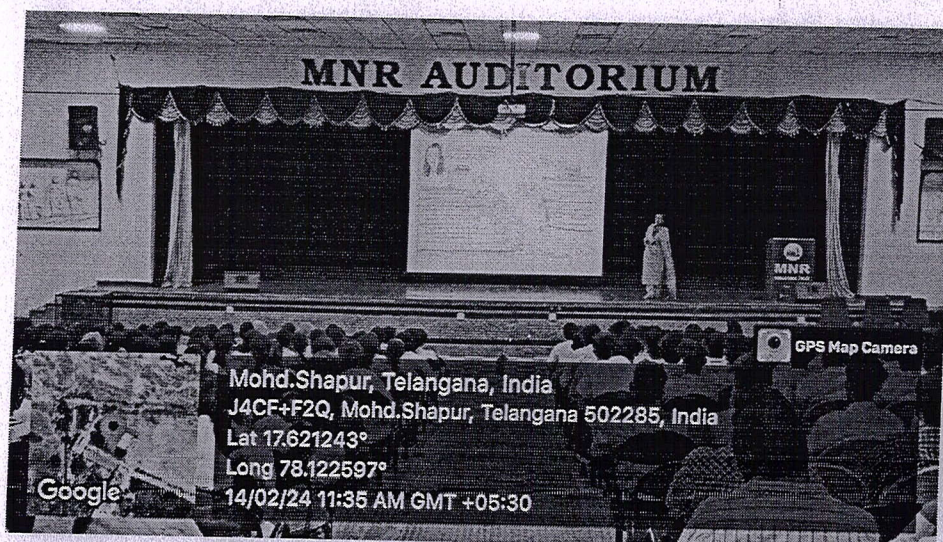 MNR AUDITORIUM
MNR
GPS Map Camera
Mohd.Shapur, Telangana, India
J4CF+F2Q, Mohd.Shapur, Telangana 502285, India
Lat 17.621243°
Long 78.122597°
14/02/24 11:35 AM GMT +05:30
Google